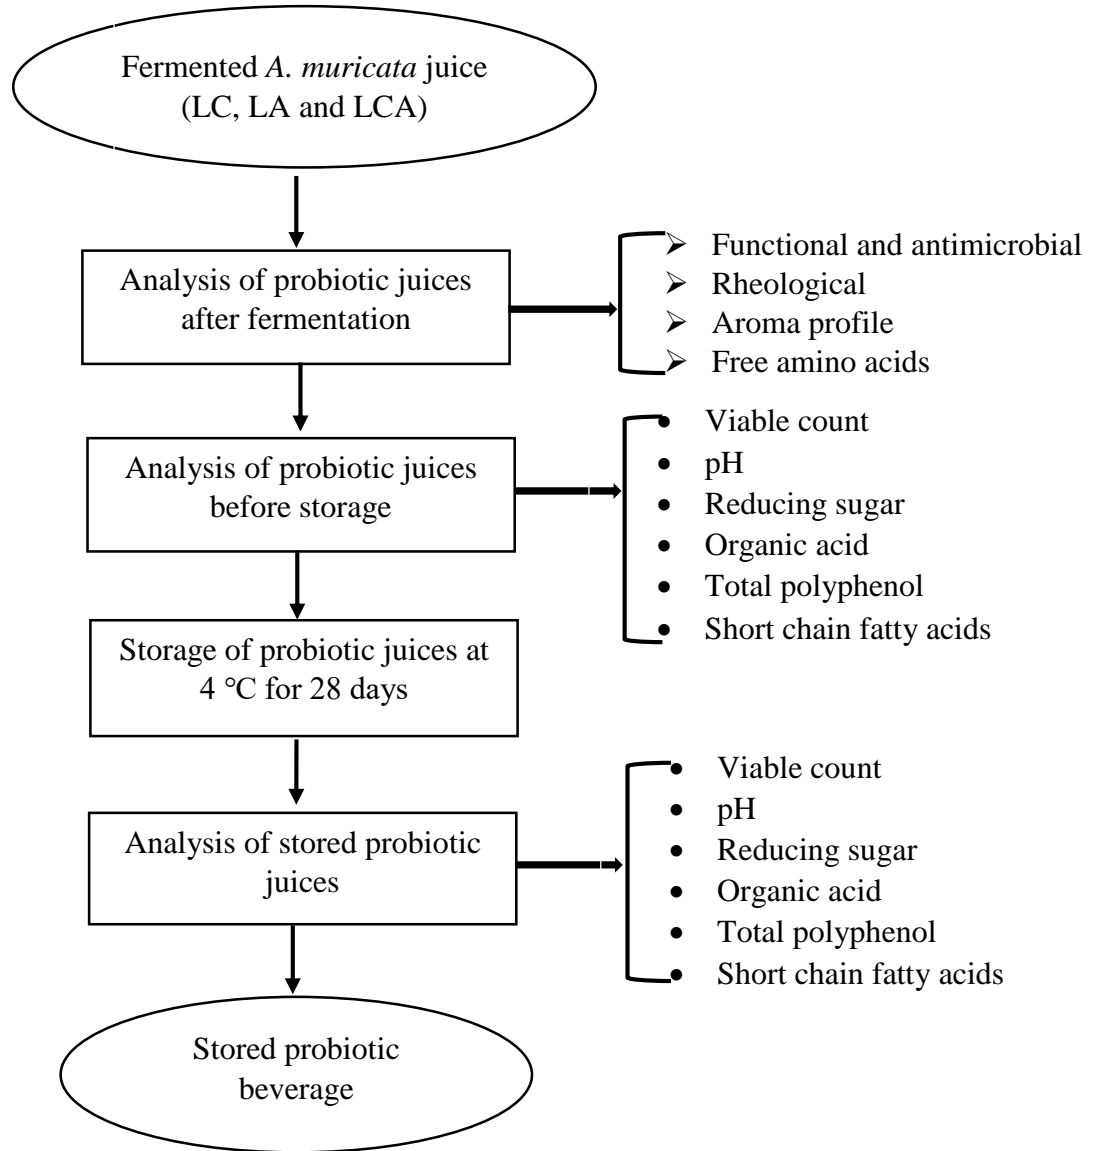 Fermented A. muricata juice
(LC, LA and LCA)
Analysis of probiotic juices
after fermentation
➢ Functional and antimicrobial
➢ Rheological
➢ Aroma profile
➢ Free amino acids
Analysis of probiotic juices
before storage
• Viable count
• pH
• Reducing sugar
• Organic acid
• Total polyphenol
• Short chain fatty acids
Storage of probiotic juices at
4 °C for 28 days
Analysis of stored probiotic
juices
• Viable count
• pH
• Reducing sugar
• Organic acid
• Total polyphenol
• Short chain fatty acids
Stored probiotic
beverage